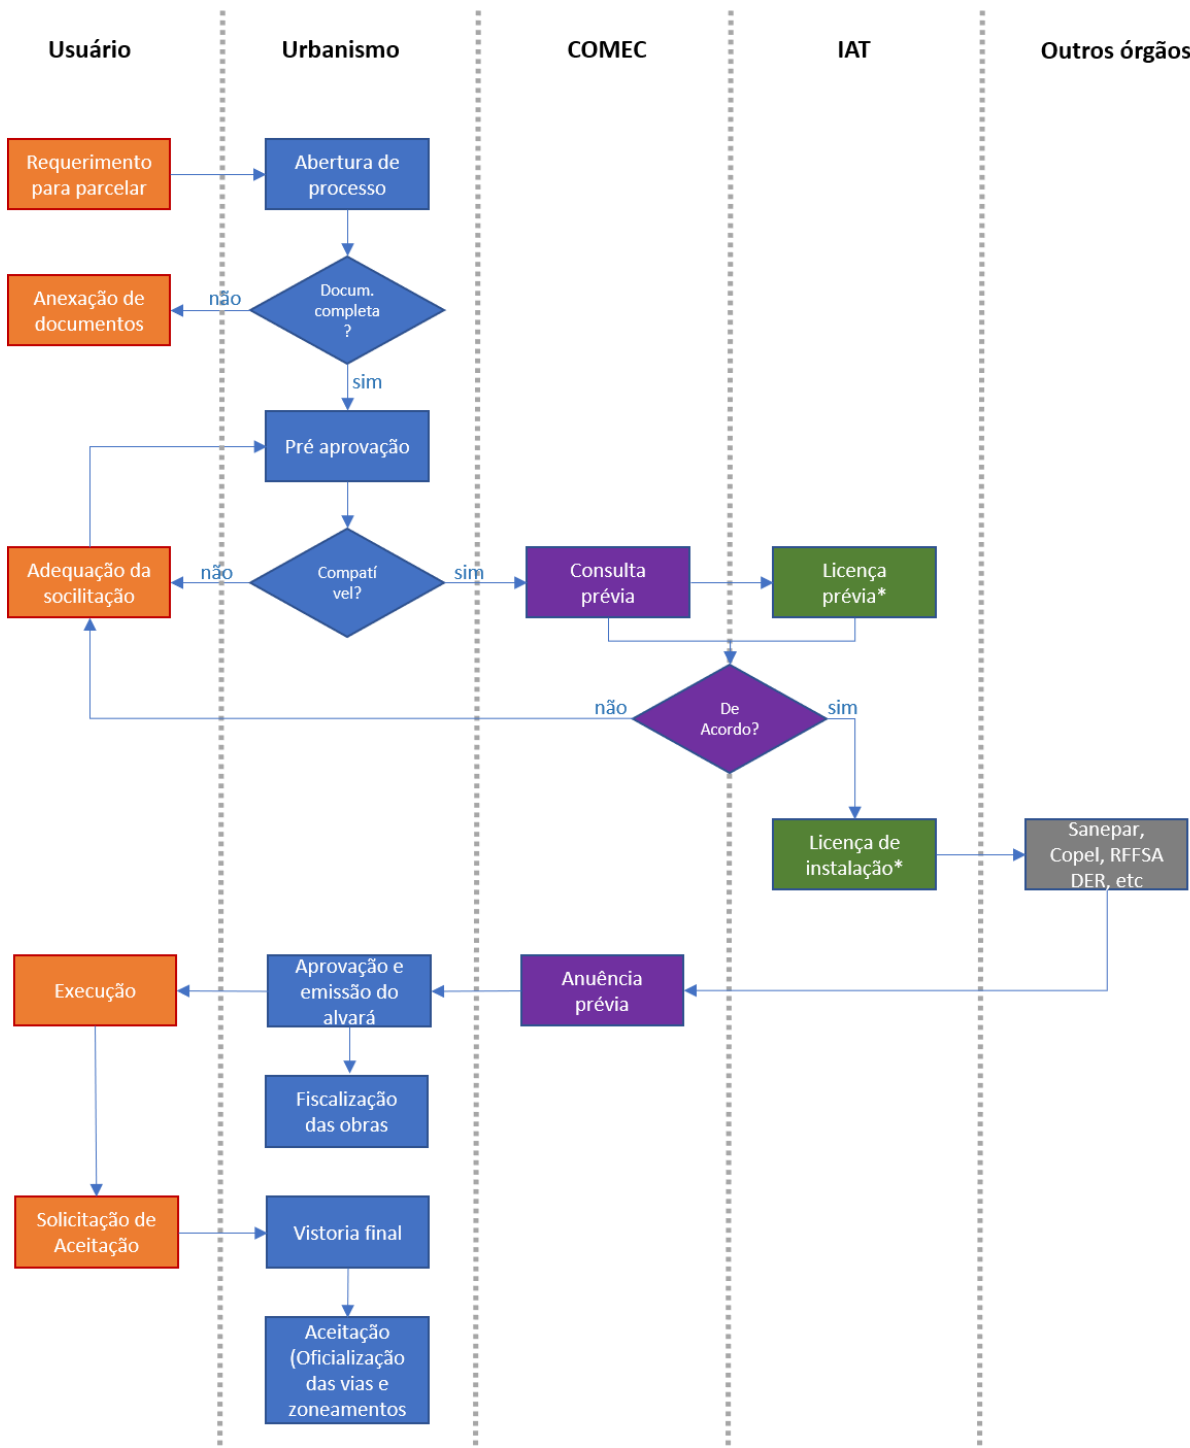 Usuário
Urbanismo
COMEC
IAT
Outros órgãos
Requerimento
para parcelar
Abertura de
processo
Anexação de
documentos
não
Docum.
completa
?
sim
Pré aprovação
Adequação da
socilitação
não
Compatí
vel?
sim
Consulta
prévia
Licença
prévia*
não
De
Acordo?
sim
Licença de
instalação*
Sanepar,
Copel, RFFSA
DER, etc
Execução
Aprovação e
emissão do
alvará
Anuência
prévia
Fiscalização
das obras
Solicitação de
Aceitação
Vistoria final
Aceitação
(Oficialização
das vias e
zoneamentos